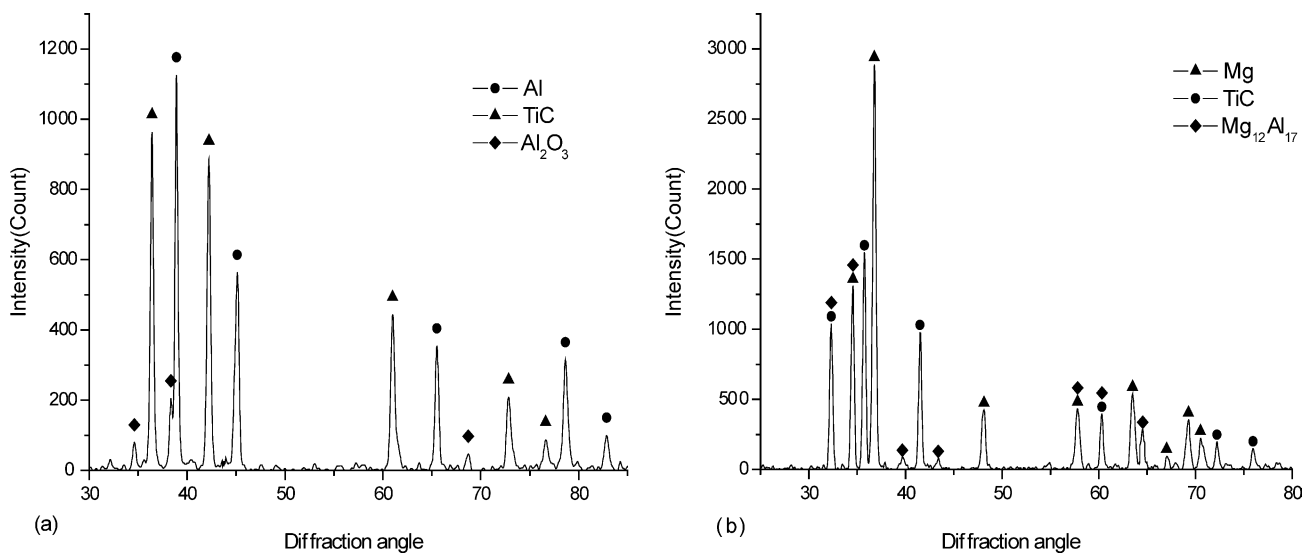 1200
1000
800
600
400
200
0
Intensity(Count)
30 40 50 60 70 80
Diffraction angle
(a)
Al
TiC
Al₂O₃
3000
2500
2000
1500
1000
500
0
Intensity(Count)
30 40 50 60 70 80
Diffraction angle
(b)
Mg
TiC
Mg₁₂Al₁₇